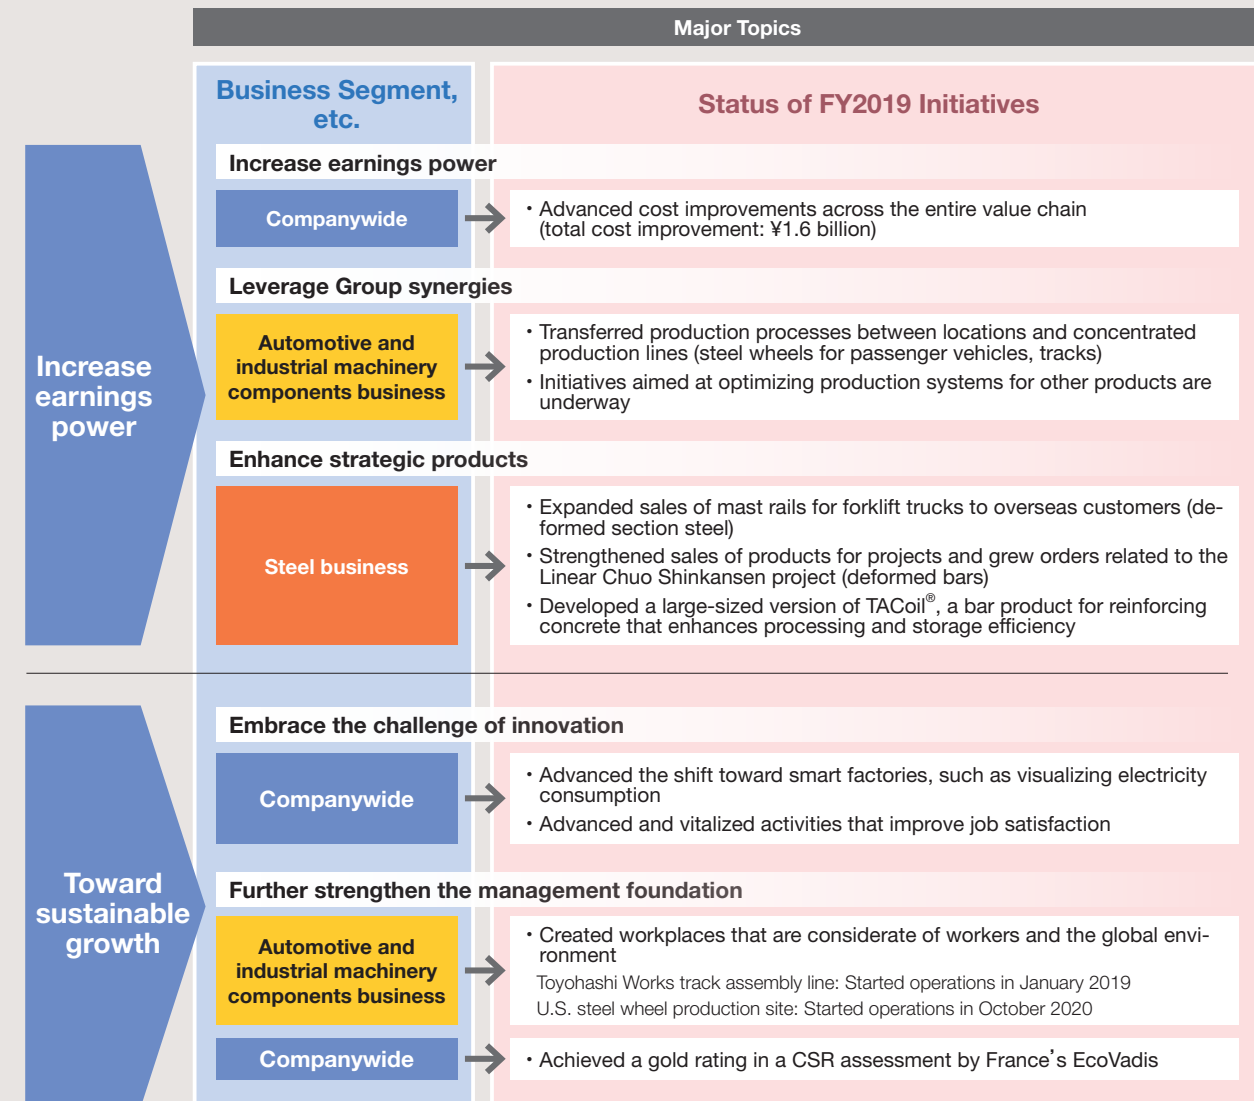 Major Topics
Business Segment,
etc.
Status of FY2019 Initiatives
Increase
earnings
power
Increase earnings power
Companywide
・Advanced cost improvements across the entire value chain
(total cost improvement: ¥1.6 billion)
Leverage Group synergies
Automotive and
industrial machinery
components business
・Transferred production processes between locations and concentrated
production lines (steel wheels for passenger vehicles, tracks)
・Initiatives aimed at optimizing production systems for other products are
underway
Enhance strategic products
Steel business
・Expanded sales of mast rails for forklift trucks to overseas customers (de-
formed section steel)
・Strengthened sales of products for projects and grew orders related to the
Linear Chuo Shinkansen project (deformed bars)
・Developed a large-sized version of TACoil®, a bar product for reinforcing
concrete that enhances processing and storage efficiency
Toward
sustainable
growth
Embrace the challenge of innovation
Companywide
・Advanced the shift toward smart factories, such as visualizing electricity
consumption
・Advanced and vitalized activities that improve job satisfaction
Further strengthen the management foundation
Automotive and
industrial machinery
components business
・Created workplaces that are considerate of workers and the global envi-
ronment
Toyohashi Works track assembly line: Started operations in January 2019
U.S. steel wheel production site: Started operations in October 2020
Companywide
・Achieved a gold rating in a CSR assessment by France's EcoVadis